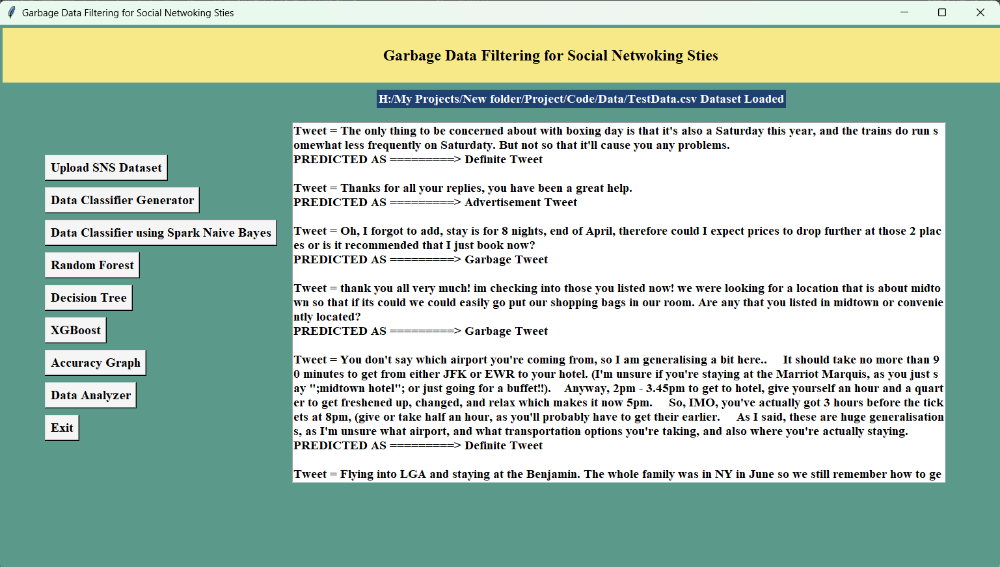 Garbage Data Filtering for Social Netwoking Sties
Garbage Data Filtering for Social Netwoking Sties
H:/My Projects/New folder/Project/Code/Data/TestData.csv Dataset Loaded
Upload SNS Dataset
Data Classifier Generator
Data Classifier using Spark Naive Bayes
Random Forest
Decision Tree
XGBoost
Accuracy Graph
Data Analyzer
Exit
Tweet = The only thing to be concerned about with boxing day is that it's also a Saturday this year, and the trains do run s
omewhat less frequently on Saturdaty. But not so that it'll cause you any problems.
PREDICTED AS =========> Definite Tweet
Tweet = Thanks for all your replies, you have been a great help.
PREDICTED AS =========> Advertisement Tweet
Tweet = Oh, I forgot to add, stay is for 8 nights, end of April, therefore could I expect prices to drop further at those 2 plac
es or is it recommended that I just book now?
PREDICTED AS =========> Garbage Tweet
Tweet = thank you all very much! im checking into those you listed now! we were looking for a location that is about midto
wn so that if its could we could easily go put our shopping bags in our room. Are any that you listed in midtown or convenie
ntly located?
PREDICTED AS =========> Garbage Tweet
Tweet = You don't say which airport you're coming from, so I am generalising a bit here..     It should take no more than 9
0 minutes to get from either JFK or EWR to your hotel. (I'm unsure if you're staying at the Marriot Marquis, as you just s
ay ";midtown hotel"; or just going for a buffet!!).    Anyway, 2pm - 3.45pm to get to hotel, give yourself an hour and a quart
er to get freshened up, changed, and relax which makes it now 5pm.     So, IMO, you've actually got 3 hours before the tick
ets at 8pm, (give or take half an hour, as you'll probably have to get their earlier.     As I said, these are huge generalisation
s, as I'm unsure what airport, and what transportation options you're taking, and also where you're actually staying.
PREDICTED AS =========> Definite Tweet
Tweet = Flying into LGA and staying at the Benjamin. The whole family was in NY in June so we still remember how to ge